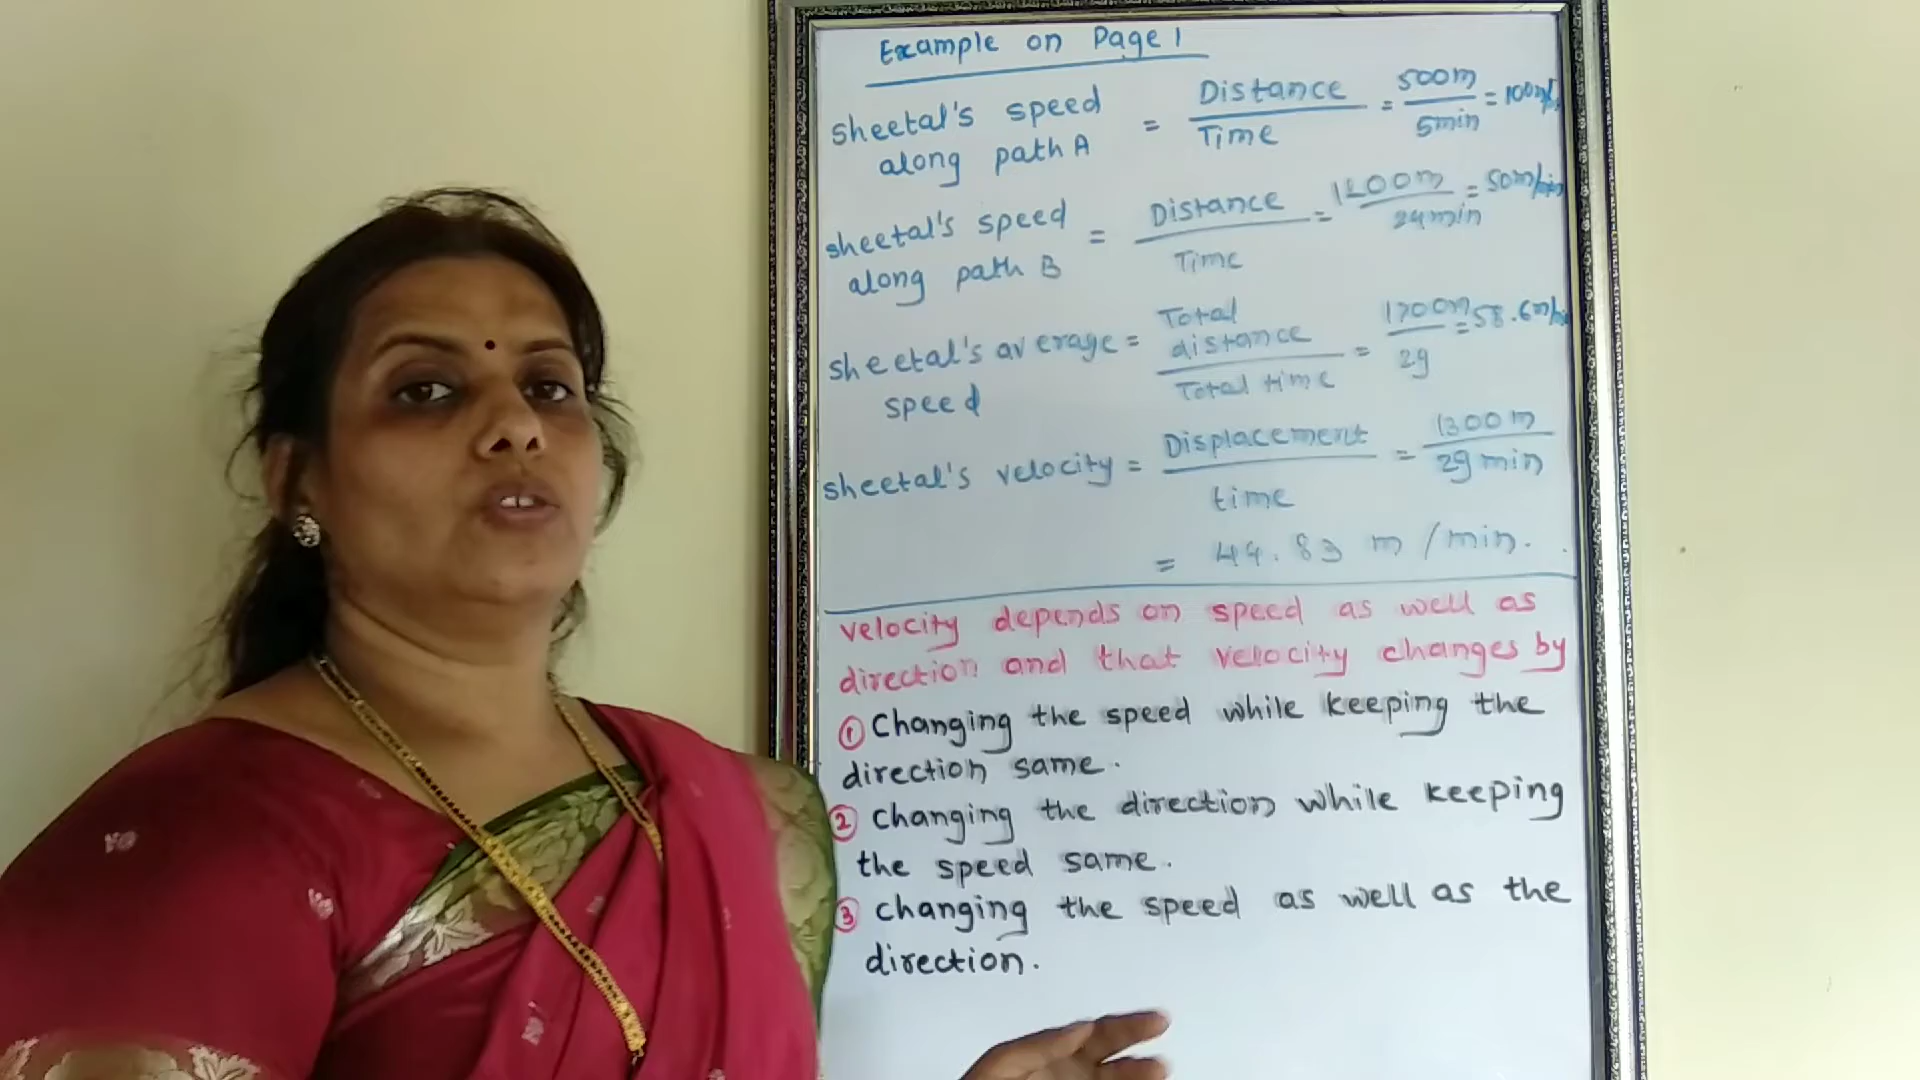 Example on Page 1
Sheetal's speed along path A = Distance / Time = 500m / 5min = 100m/
Sheetal's speed along path B = Distance / Time = 1200m / 24min = 50m/min
Sheetal's average speed = Total distance / Total time = 1700m / 29 = 58.6m/
Sheetal's velocity = Displacement / time = 1300m / 29 min
= 44.83 m/min.
velocity depends on speed as well as
direction and that velocity changes by
① Changing the speed while keeping the
direction same.
② changing the direction while keeping
the speed same.
③ changing the speed as well as the
direction.